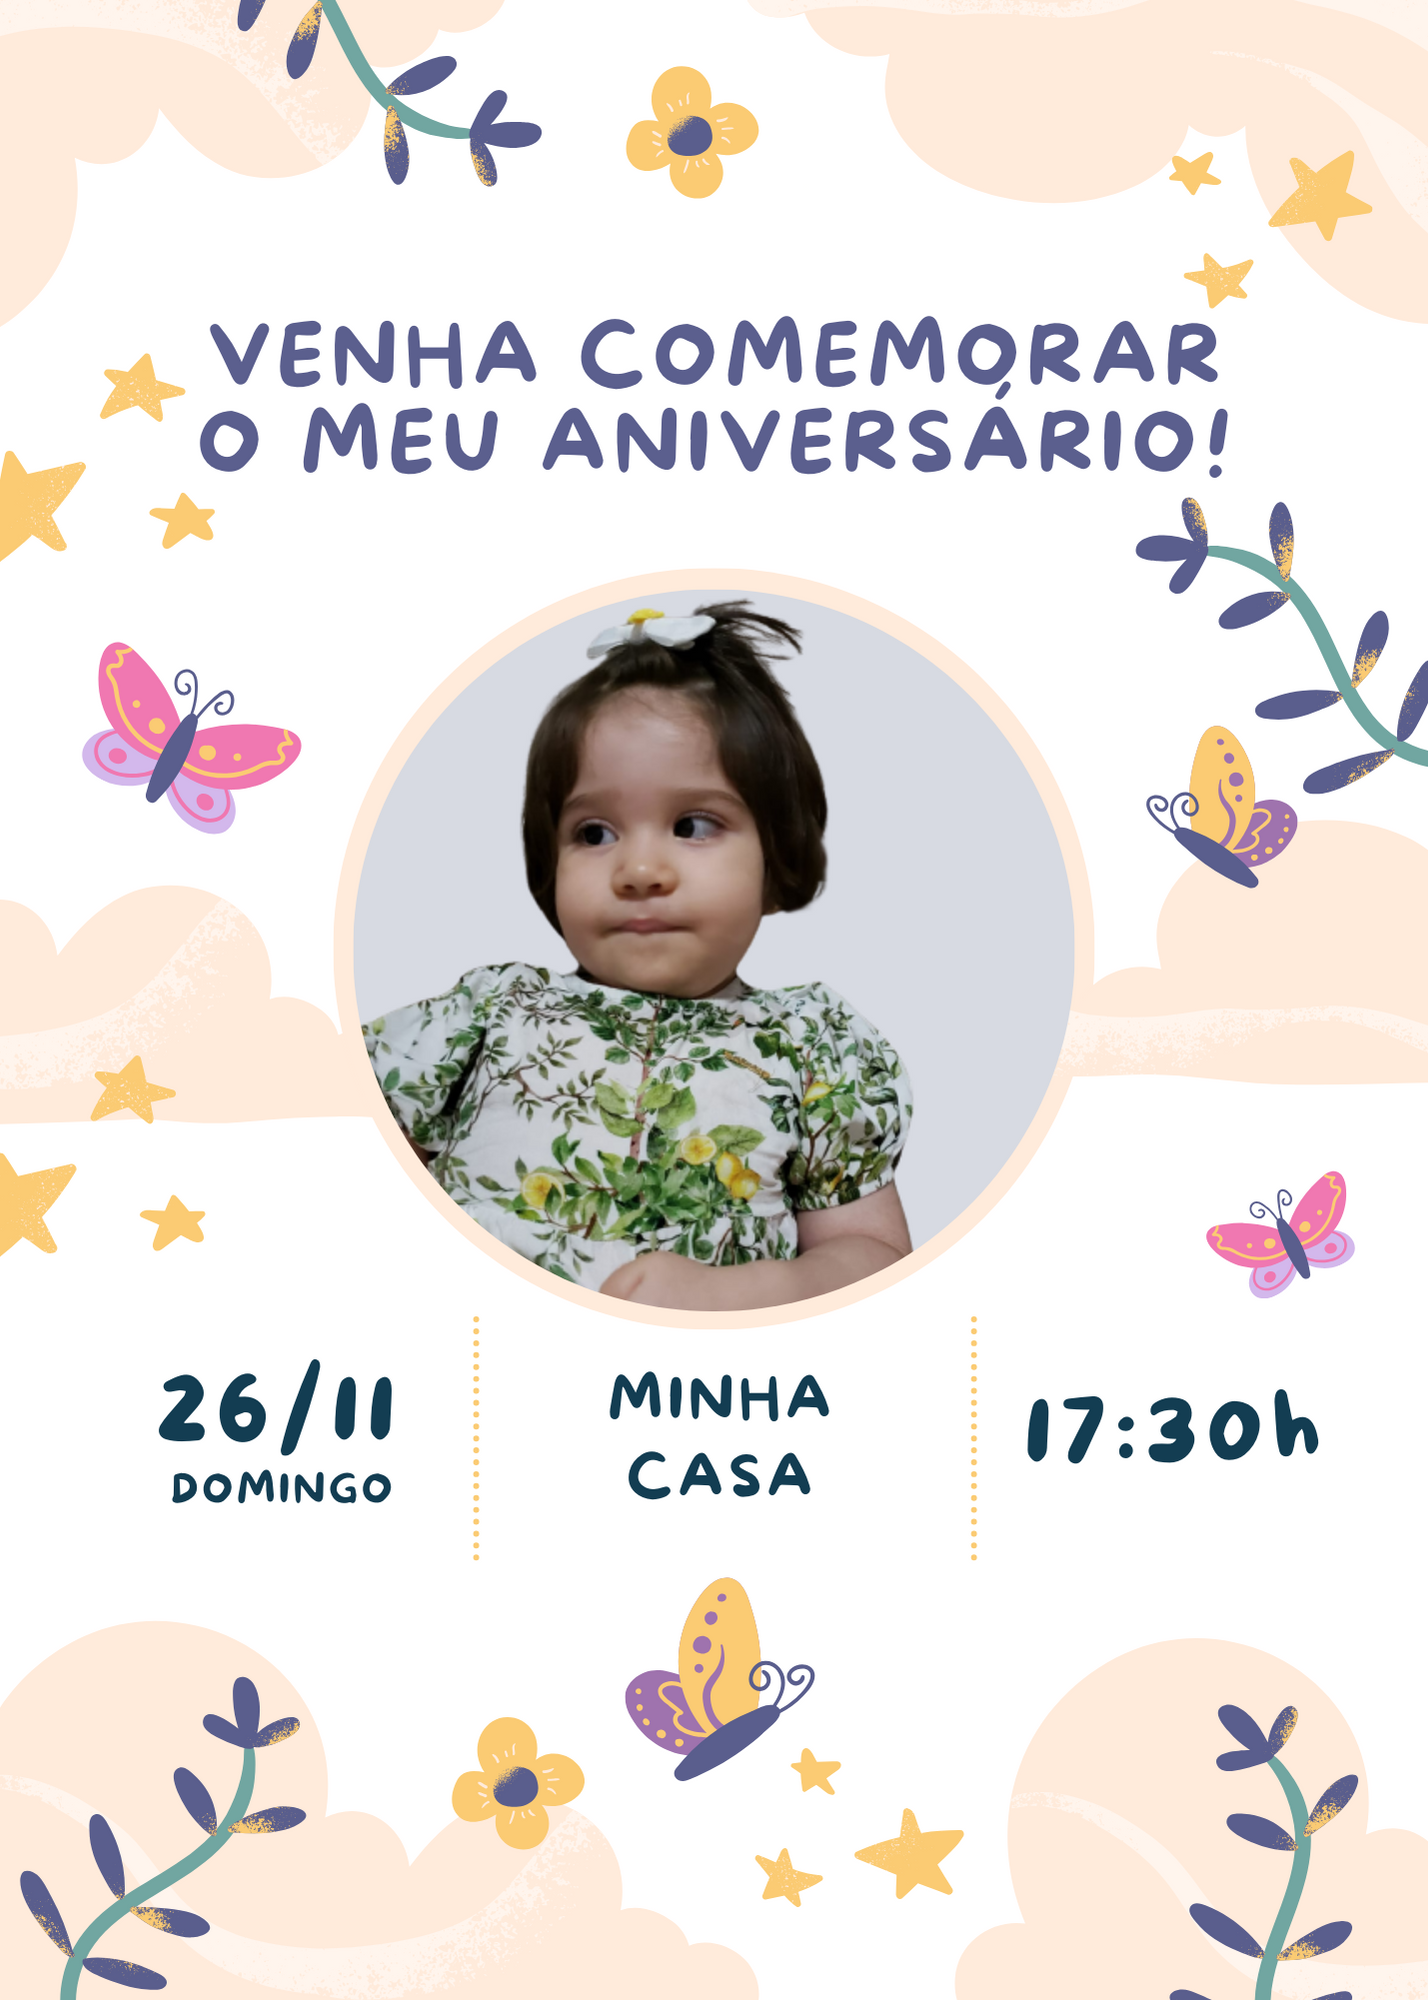 VENHA COMEMORAR
O MEU ANIVERSÁRIO!
26/11
DOMINGO
MINHA
CASA
17:30h